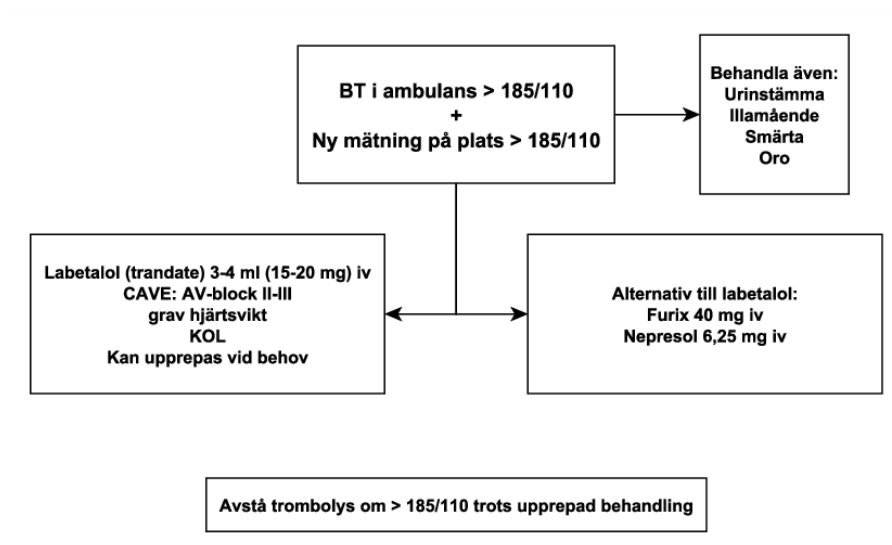 BT i ambulans > 185/110
+
Ny mätning på plats > 185/110
Behandla även:
Urinstämma
Illamående
Smärta
Oro
Labetalol (trandate) 3-4 ml (15-20 mg) iv
CAVE: AV-block II-III
grav hjärtsvikt
KOL
Kan upprepas vid behov
Alternativ till labetalol:
Furix 40 mg iv
Nepresol 6,25 mg iv
Avstå trombolys om > 185/110 trots upprepad behandling